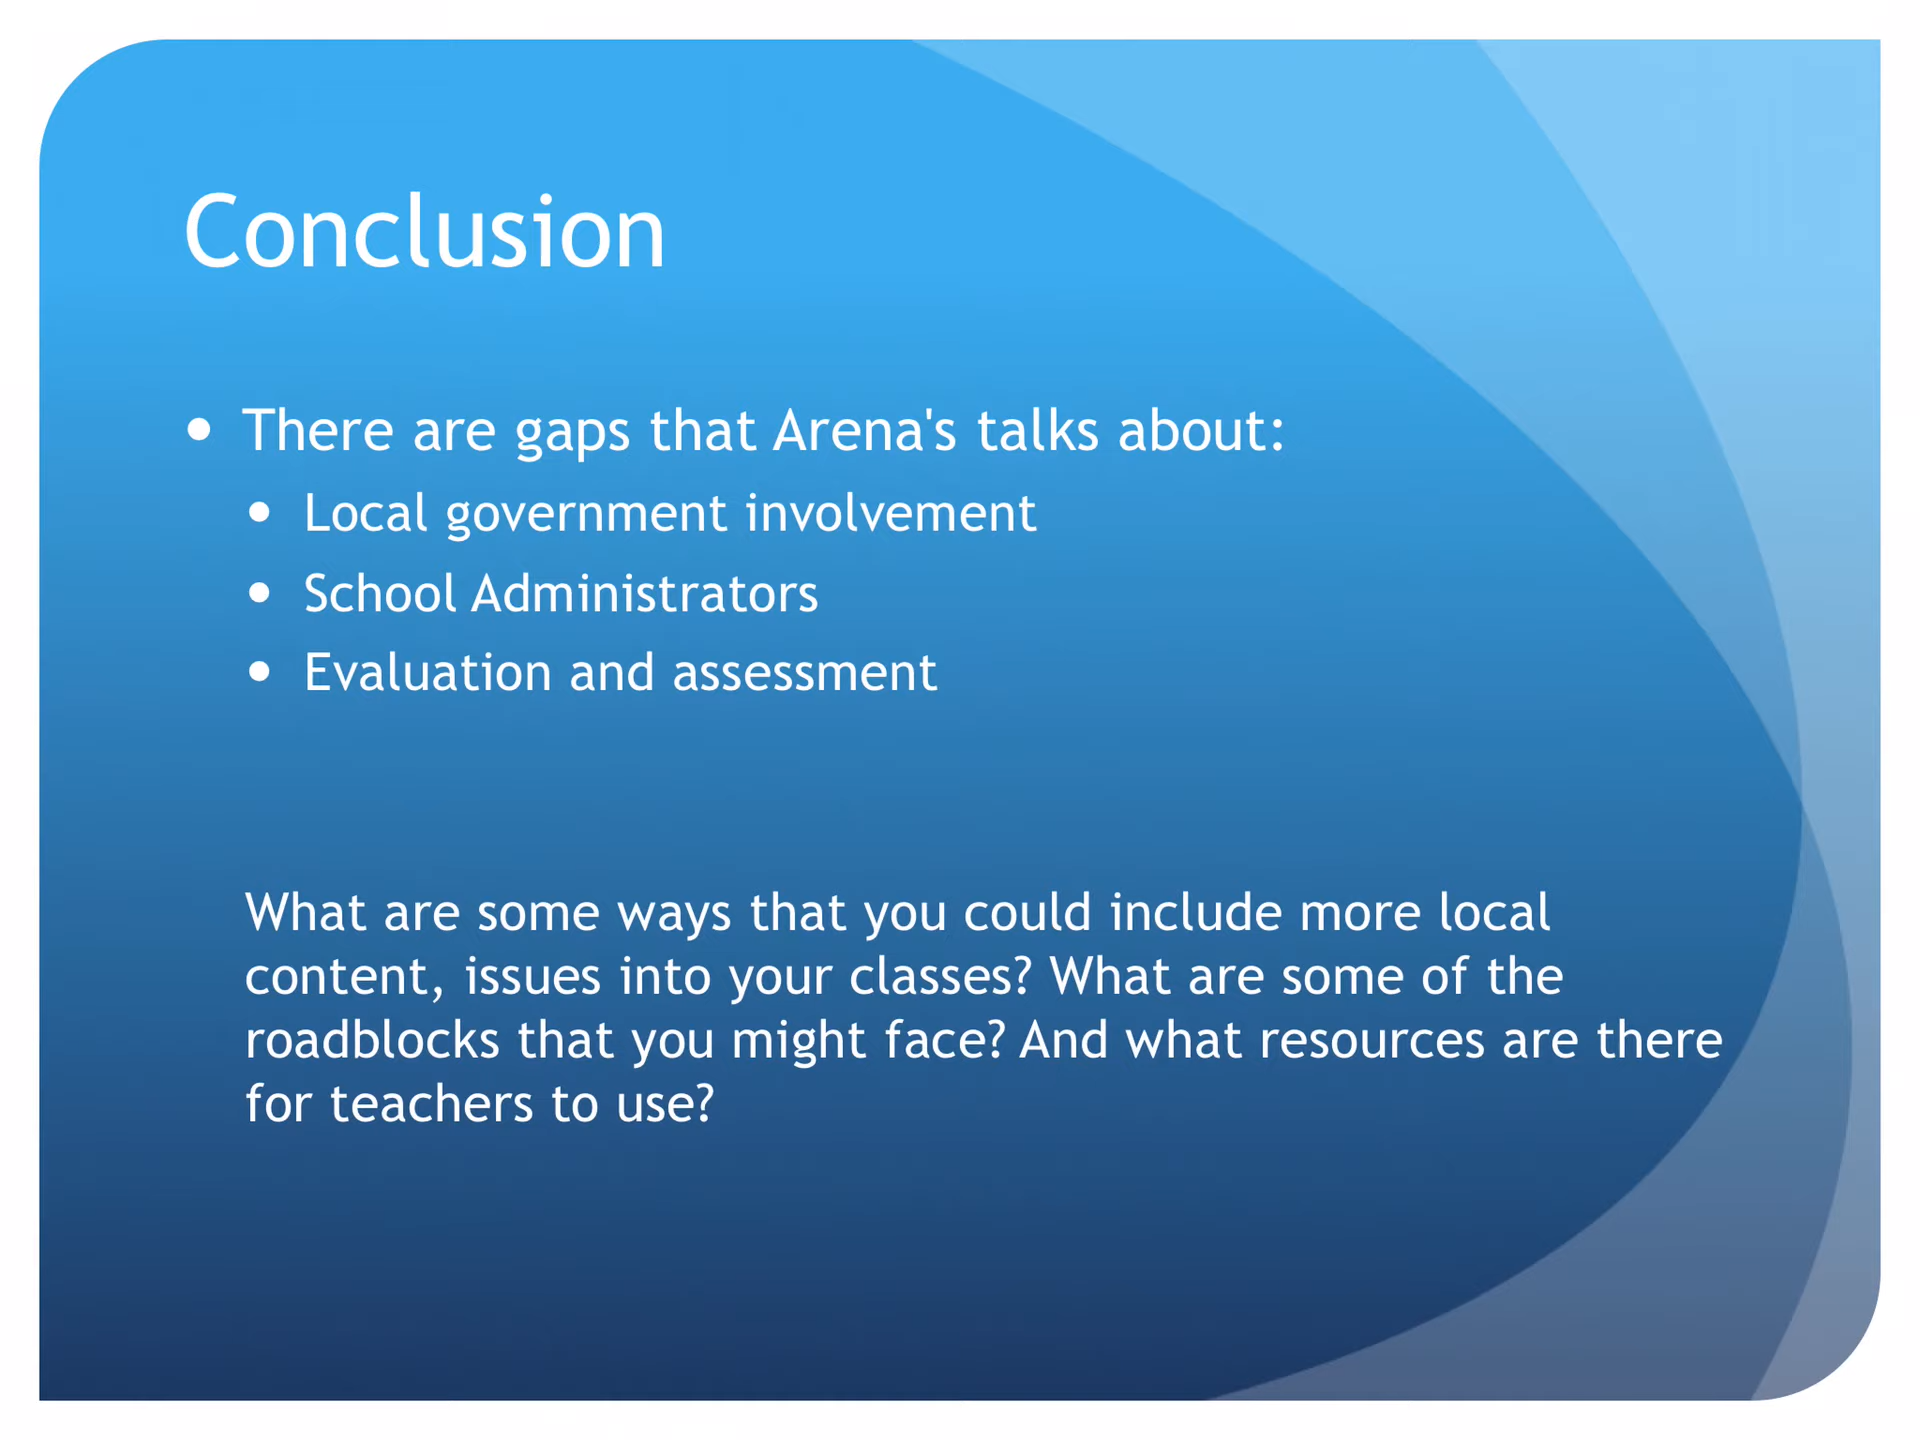 Conclusion
• There are gaps that Arena's talks about:
• Local government involvement
• School Administrators
• Evaluation and assessment
What are some ways that you could include more local
content, issues into your classes? What are some of the
roadblocks that you might face? And what resources are there
for teachers to use?